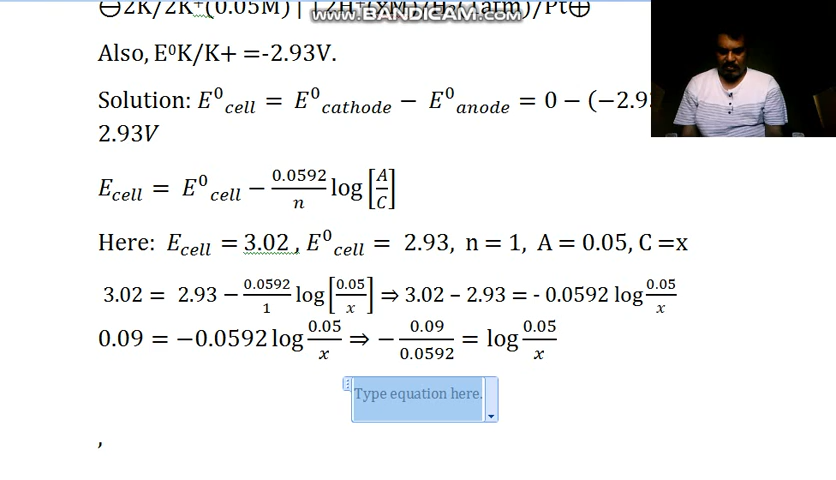 ⊖2K/2K⁺(0.05M)||2H⁺(xM)/H₂(1atm)/Pt⊕
www.BANDICAM.com
Also, E⁰K/K+ =-2.93V.
Solution: E⁰cell = E⁰cathode − E⁰anode = 0 − (−2.9
2.93V
Ecell = E⁰cell − 0.0592/n log[A/C]
Here: Ecell = 3.02 , E⁰cell = 2.93, n = 1, A = 0.05, C =x
3.02 = 2.93 − 0.0592/1 log[0.05/x] ⇒ 3.02 – 2.93 = - 0.0592 log 0.05/x
0.09 = −0.0592 log 0.05/x ⇒ − 0.09/0.0592 = log 0.05/x
Type equation here.
,